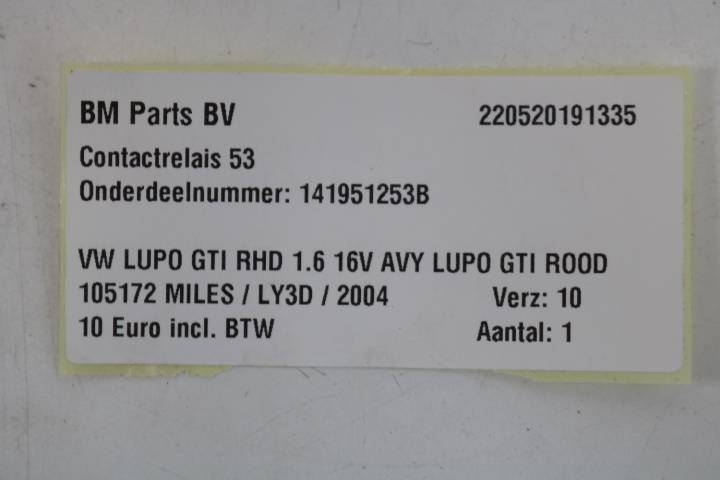 BM Parts BV 220520191335
Contactrelais 53
Onderdeelnummer: 141951253B
VW LUPO GTI RHD 1.6 16V AVY LUPO GTI ROOD
105172 MILES / LY3D / 2004 Verz: 10
10 Euro incl. BTW Aantal: 1